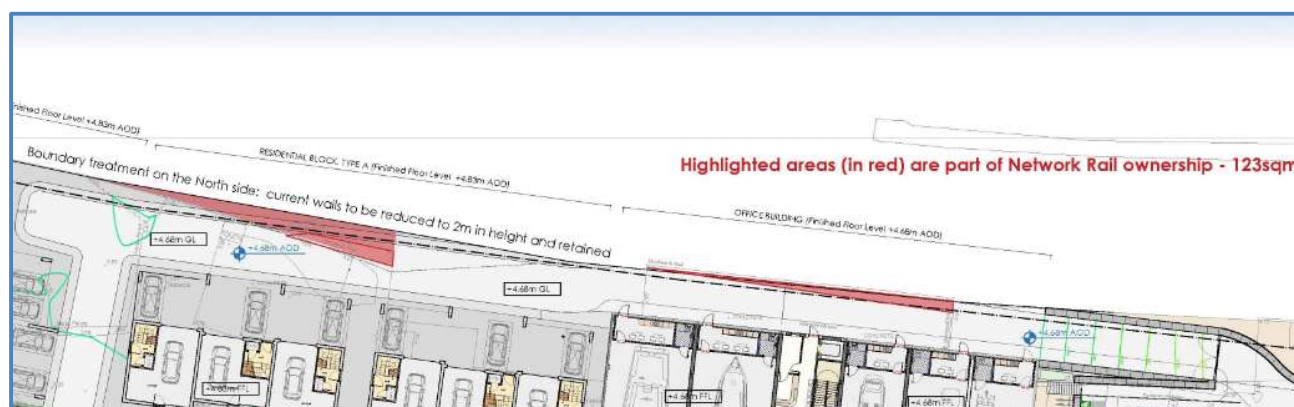 Finished Floor Level +4.83m AOD)
RESIDENTIAL BLOCK, TYPE A (Finished Floor Level +4.83m AOD)
Highlighted areas (in red) are part of Network Rail ownership - 123sqm
Boundary treatment on the North side: current walls to be reduced to 2m in height and retained
OFFICE BUILDING (Finished Floor Level +4.68m AOD)
+4.68m GL
+4.68m AOD
+4.68m GL
+4.68m AOD
+4.68m FFL
+4.68m FFL